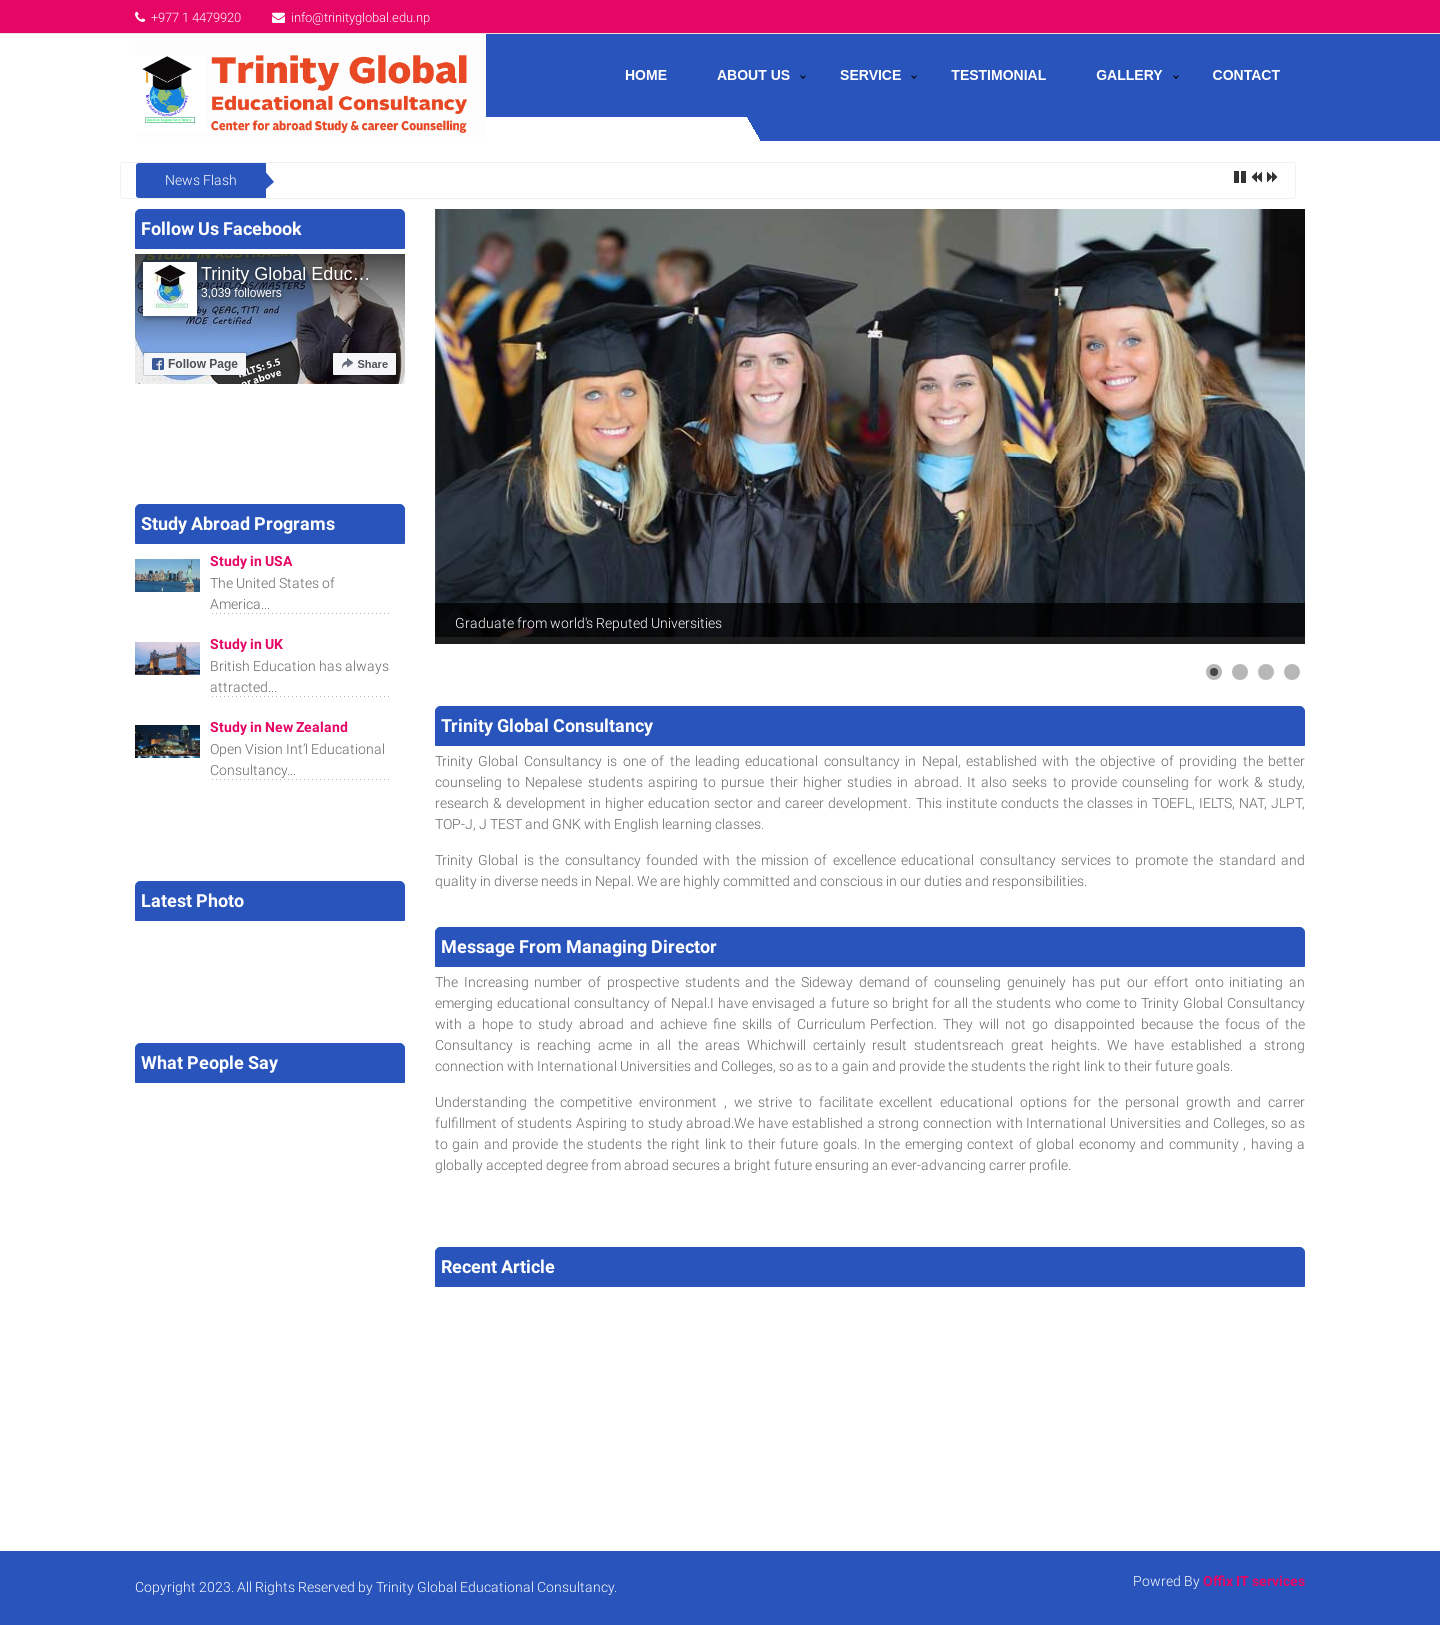 +977 1 4479920 info@trinityglobal.edu.np
Trinity Global
Educational Consultancy
Center for abroad Study & career Counselling
HOME ABOUT US SERVICE TESTIMONIAL GALLERY CONTACT
News Flash
Follow Us Facebook
Trinity Global Educ…
3,039 followers
BACHELORS/MASTERS
by QEAC,TITI and
MOE Certified
IELTS: 5.5
or above
Follow Page
Share
Graduate from world's Reputed Universities
Study Abroad Programs
Study in USA
The United States of
America...
Study in UK
British Education has always
attracted...
Study in New Zealand
Open Vision Int’l Educational
Consultancy...
Latest Photo
What People Say
Trinity Global Consultancy
Trinity Global Consultancy is one of the leading educational consultancy in Nepal, established with the objective of providing the better
counseling to Nepalese students aspiring to pursue their higher studies in abroad. It also seeks to provide counseling for work & study,
research & development in higher education sector and career development. This institute conducts the classes in TOEFL, IELTS, NAT, JLPT,
TOP-J, J TEST and GNK with English learning classes.
Trinity Global is the consultancy founded with the mission of excellence educational consultancy services to promote the standard and
quality in diverse needs in Nepal. We are highly committed and conscious in our duties and responsibilities.
Message From Managing Director
The Increasing number of prospective students and the Sideway demand of counseling genuinely has put our effort onto initiating an
emerging educational consultancy of Nepal.I have envisaged a future so bright for all the students who come to Trinity Global Consultancy
with a hope to study abroad and achieve fine skills of Curriculum Perfection. They will not go disappointed because the focus of the
Consultancy is reaching acme in all the areas Whichwill certainly result studentsreach great heights. We have established a strong
connection with International Universities and Colleges, so as to a gain and provide the students the right link to their future goals.
Understanding the competitive environment , we strive to facilitate excellent educational options for the personal growth and carrer
fulfillment of students Aspiring to study abroad.We have established a strong connection with International Universities and Colleges, so as
to gain and provide the students the right link to their future goals. In the emerging context of global economy and community , having a
globally accepted degree from abroad secures a bright future ensuring an ever-advancing carrer profile.
Recent Article
Copyright 2023. All Rights Reserved by Trinity Global Educational Consultancy.
Powred By Offix IT services